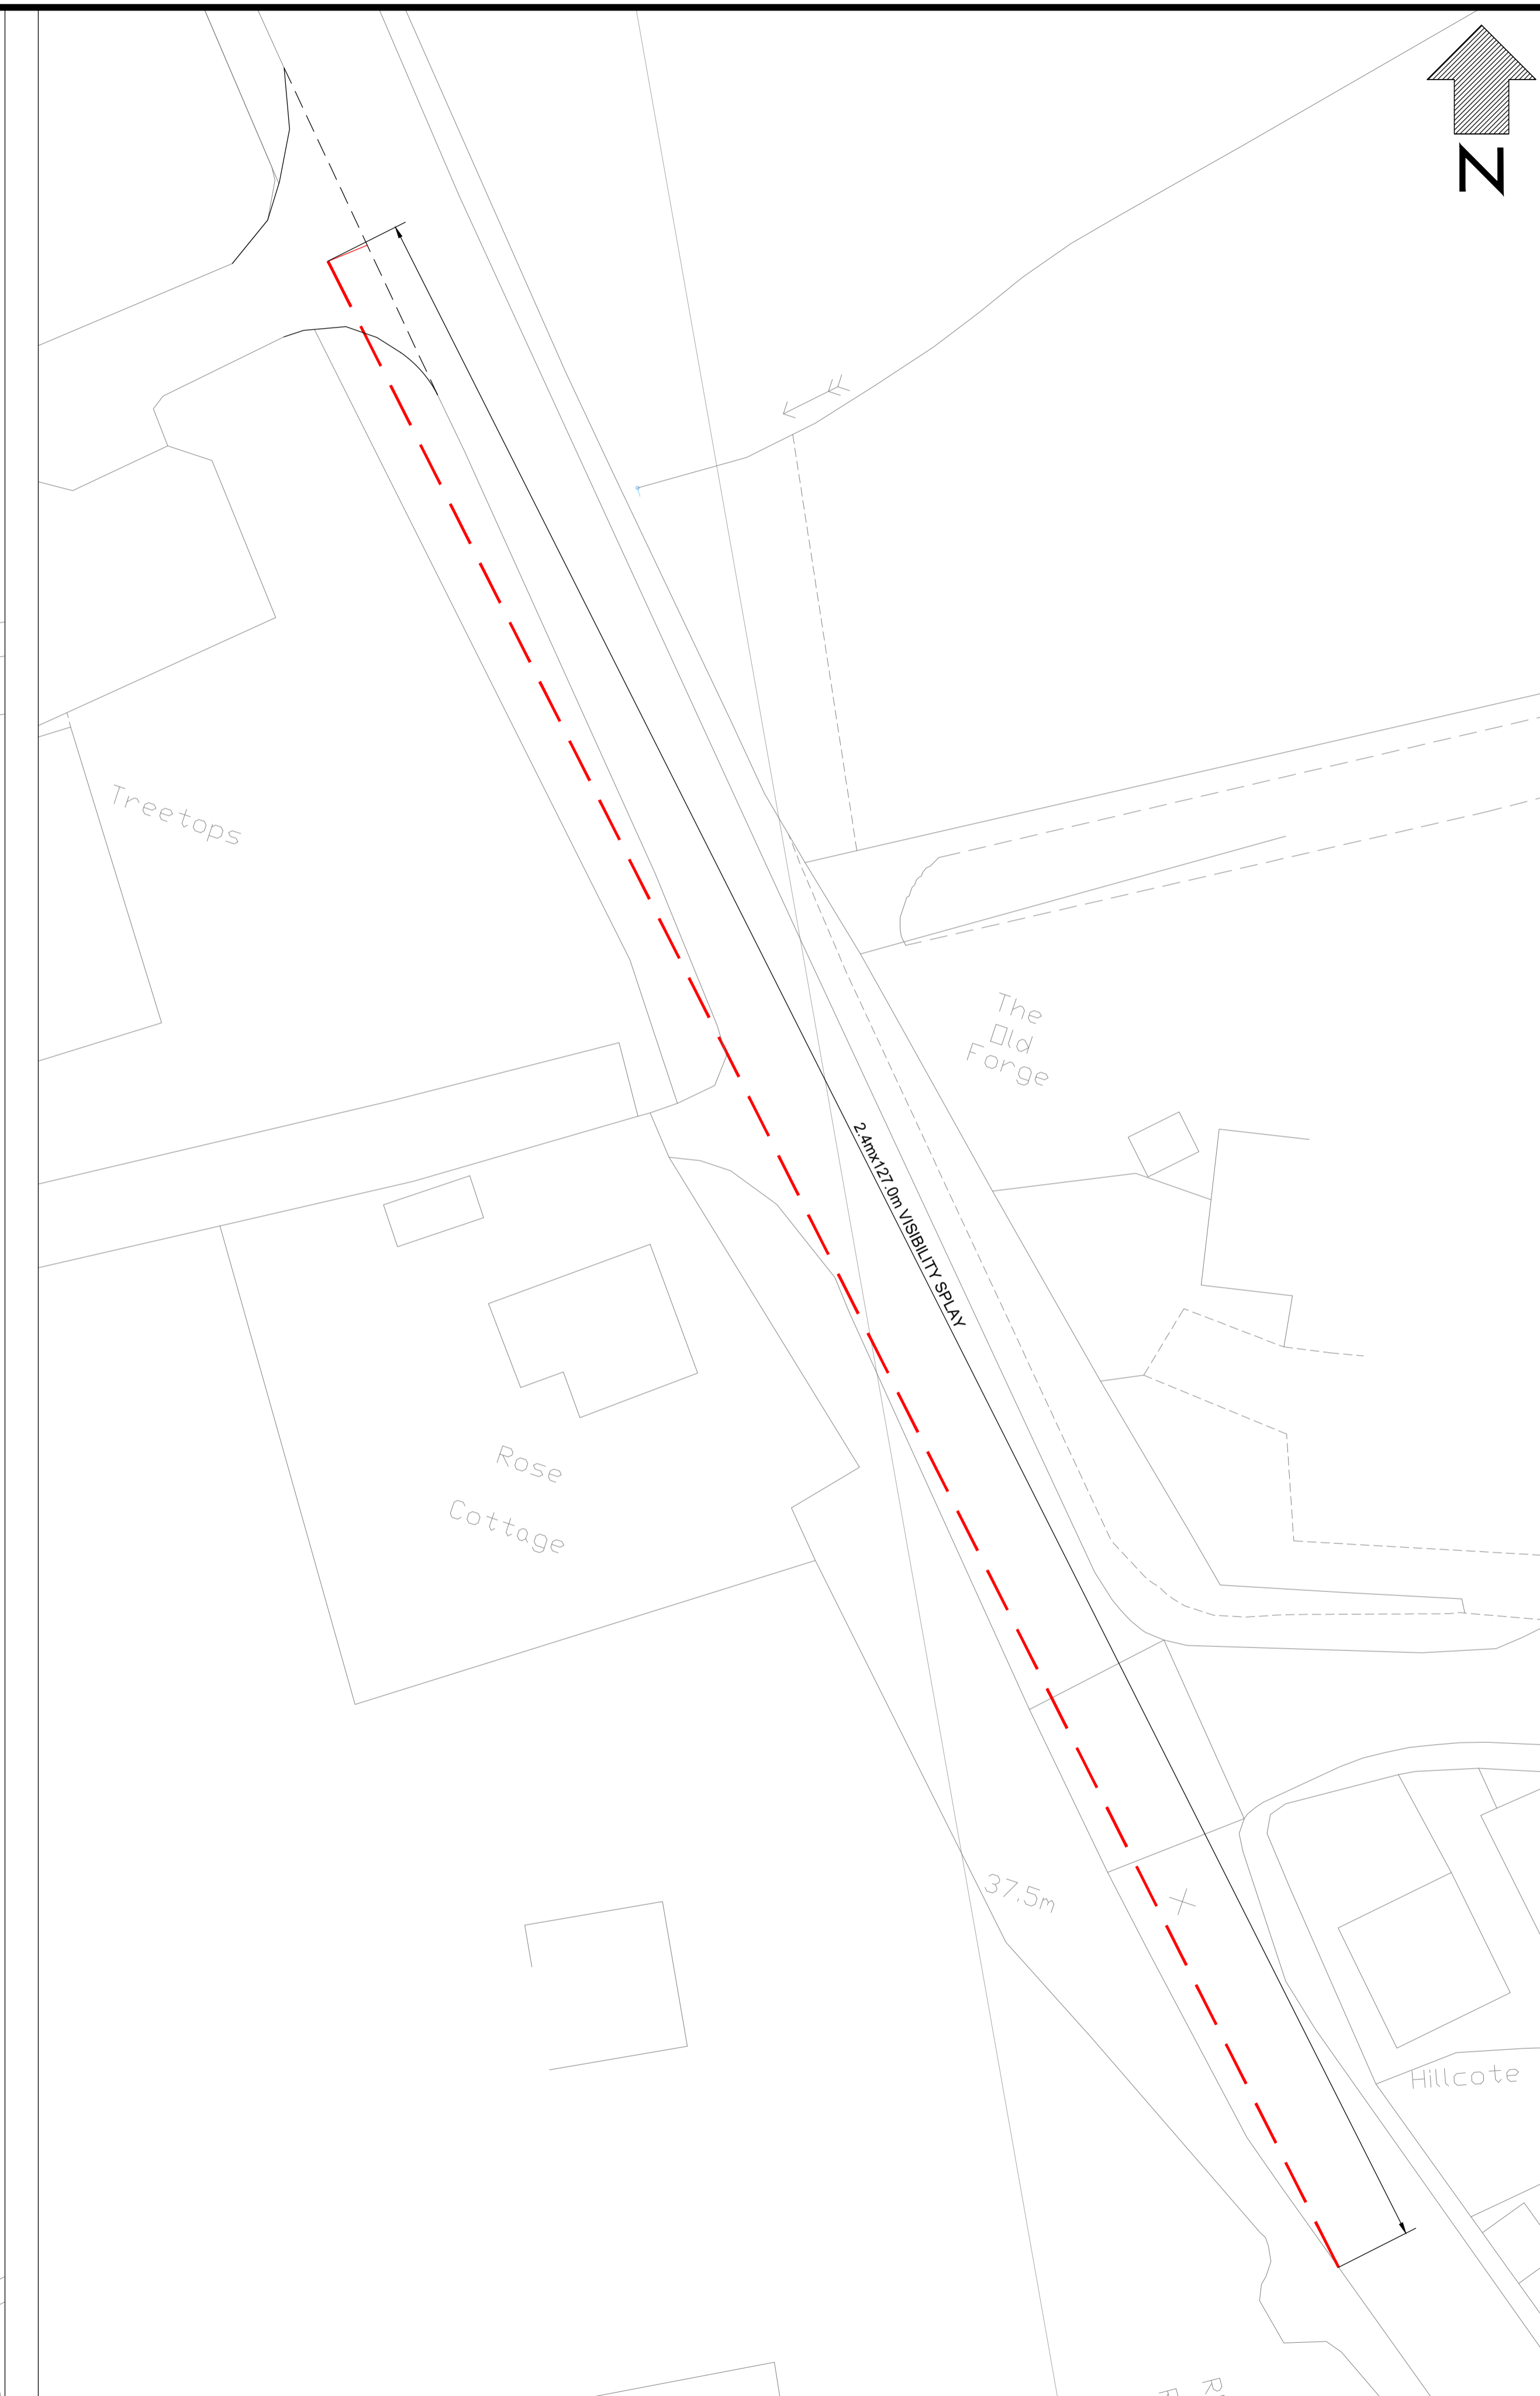 N
Treetops
The
Old
Forge
2.4mx127.0m VISIBILITY SPLAY
Rose
Cottage
37.5m
Hillcote